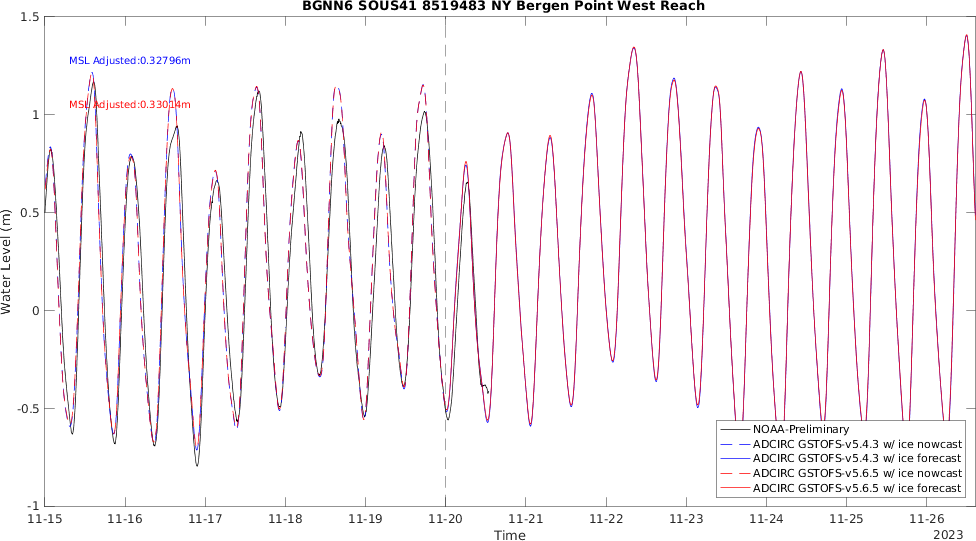 BGNN6 SOUS41 8519483 NY Bergen Point West Reach
1.5
MSL Adjusted:0.32796m
MSL Adjusted:0.33014m
1
0.5
0
-0.5
-1
Water Level (m)
NOAA-Preliminary
ADCIRC GSTOFS-v5.4.3 w/ ice nowcast
ADCIRC GSTOFS-v5.4.3 w/ ice forecast
ADCIRC GSTOFS-v5.6.5 w/ ice nowcast
ADCIRC GSTOFS-v5.6.5 w/ ice forecast
11-15 11-16 11-17 11-18 11-19 11-20 11-21 11-22 11-23 11-24 11-25 11-26
2023
Time